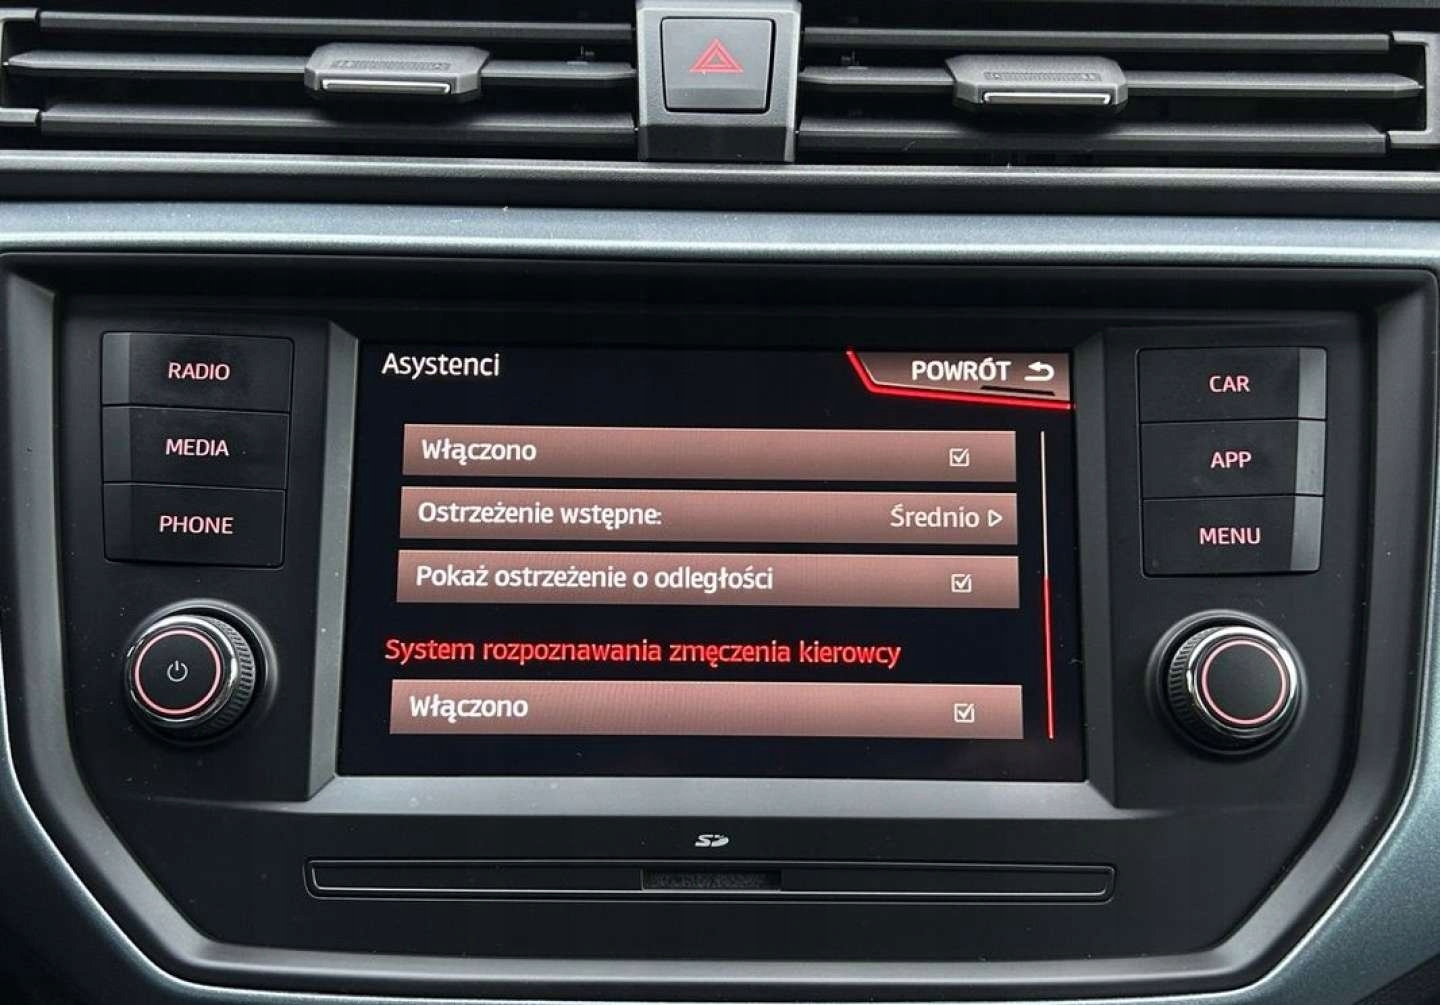 Asystenci
POWRÓT
RADIO
MEDIA
PHONE
Włączono
Ostrzeżenie wstępne: Średnio
Pokaż ostrzeżenie o odległości
System rozpoznawania zmęczenia kierowcy
Włączono
CAR
APP
MENU
SD